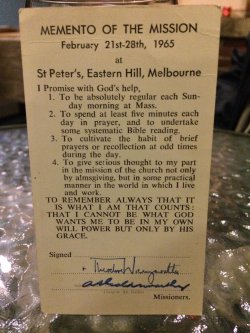 MEMENTO OF THE MISSION
February 21st-28th, 1965
at
St Peter's, Eastern Hill, Melbourne
I Promise with God's help,
1. To be absolutely regular each Sun-
day morning at Mass.
2. To spend at least five minutes each
day in prayer, and to undertake
some systematic Bible reading.
3. To cultivate the habit of brief
prayers or recollection at odd times
during the day.
4. To give serious thought to my part
in the mission of the church not only
by almsgiving, but in some practical
manner in the world in which I live
and work.
TO REMEMBER ALWAYS THAT IT
IS WHAT I AM THAT COUNTS:
THAT I CANNOT BE WHAT GOD
WANTS ME TO BE IN MY OWN
WILL POWER BUT ONLY BY HIS
GRACE.
Signed
Missioners.